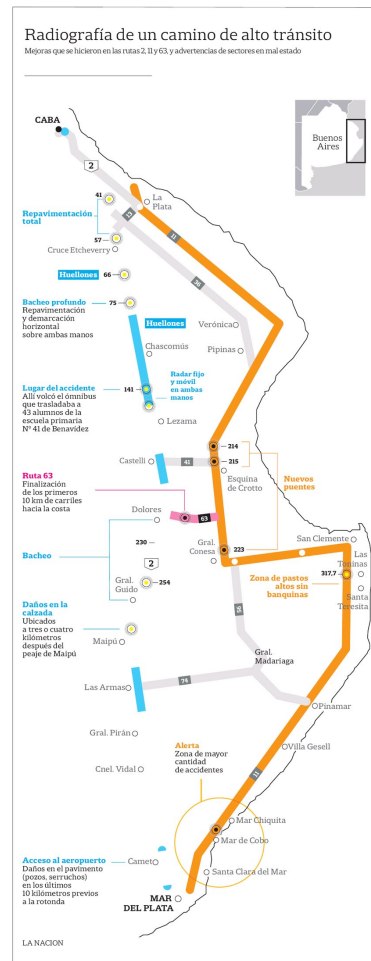 Radiografía de un camino de alto tránsito
Mejoras que se hicieron en las rutas 2, 11 y 63, y advertencias de sectores en mal estado
CABA
Buenos
Aires
2
41
La
Plata
Repavimentación
total
13
11
57
Cruce Etcheverry
Huellones
66
36
Bacheo profundo
Repavimentación
y demarcación
horizontal
sobre ambas manos
75
Huellones
Verónica
Chascomús
Pipinas
Radar fijo
y móvil en
ambas
manos
Lugar del accidente
Allí volcó el ómnibus
que trasladaba a
43 alumnos de la
escuela primaria
Nº 41 de Benavídez
141
Lezama
214
Castelli
41
215
Esquina
de Crotto
Nuevos
puentes
Ruta 63
Finalización
de los primeros
10 km de carriles
hacia la costa
Dolores
63
230
Gral.
Conesa
223
San Clemente
Bacheo
2
Las
Toninas
Zona de pastos
altos sin
banquinas
317,7
Gral.
Guido
254
Santa
Teresita
Daños en la
calzada
Ubicados
a tres o cuatro
kilómetros
después del
peaje de Maipú
56
Maipú
Gral.
Madariaga
Las Armas
74
Pinamar
Gral. Pirán
Alerta
Zona de mayor
cantidad
de accidentes
Villa Gesell
Cnel. Vidal
11
Mar Chiquita
Mar de Cobo
Acceso al aeropuerto
Daños en el pavimento
(pozos, serruchos)
en los últimos
10 kilómetros previos
a la rotonda
Camet
Santa Clara del Mar
MAR
DEL PLATA
LA NACION